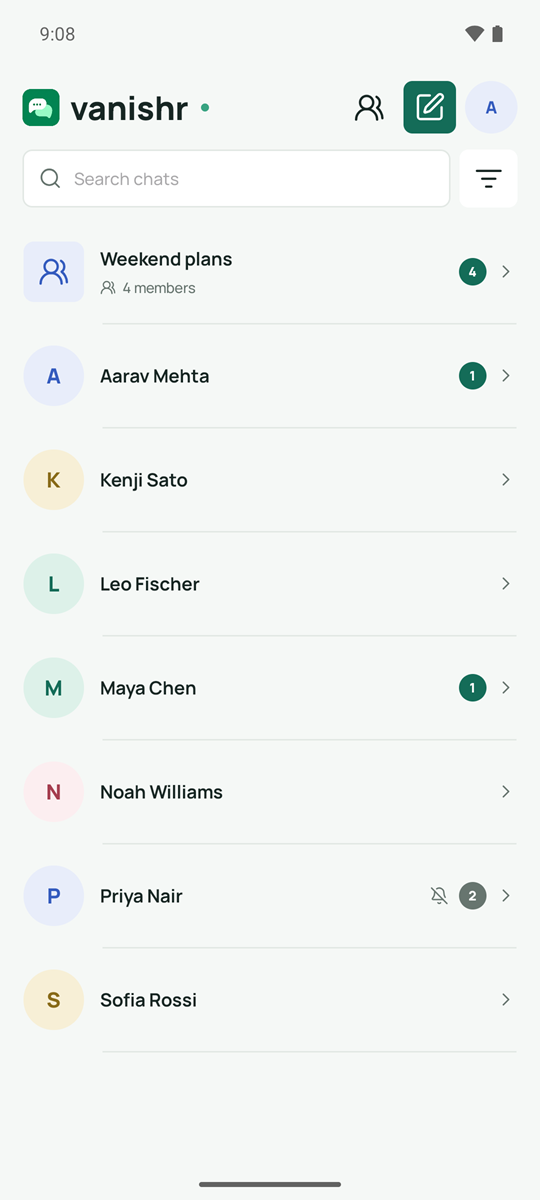 9:08
vanishr
A
Search chats
Weekend plans
4 members
4
A
Aarav Mehta
1
K
Kenji Sato
L
Leo Fischer
M
Maya Chen
1
N
Noah Williams
P
Priya Nair
2
S
Sofia Rossi